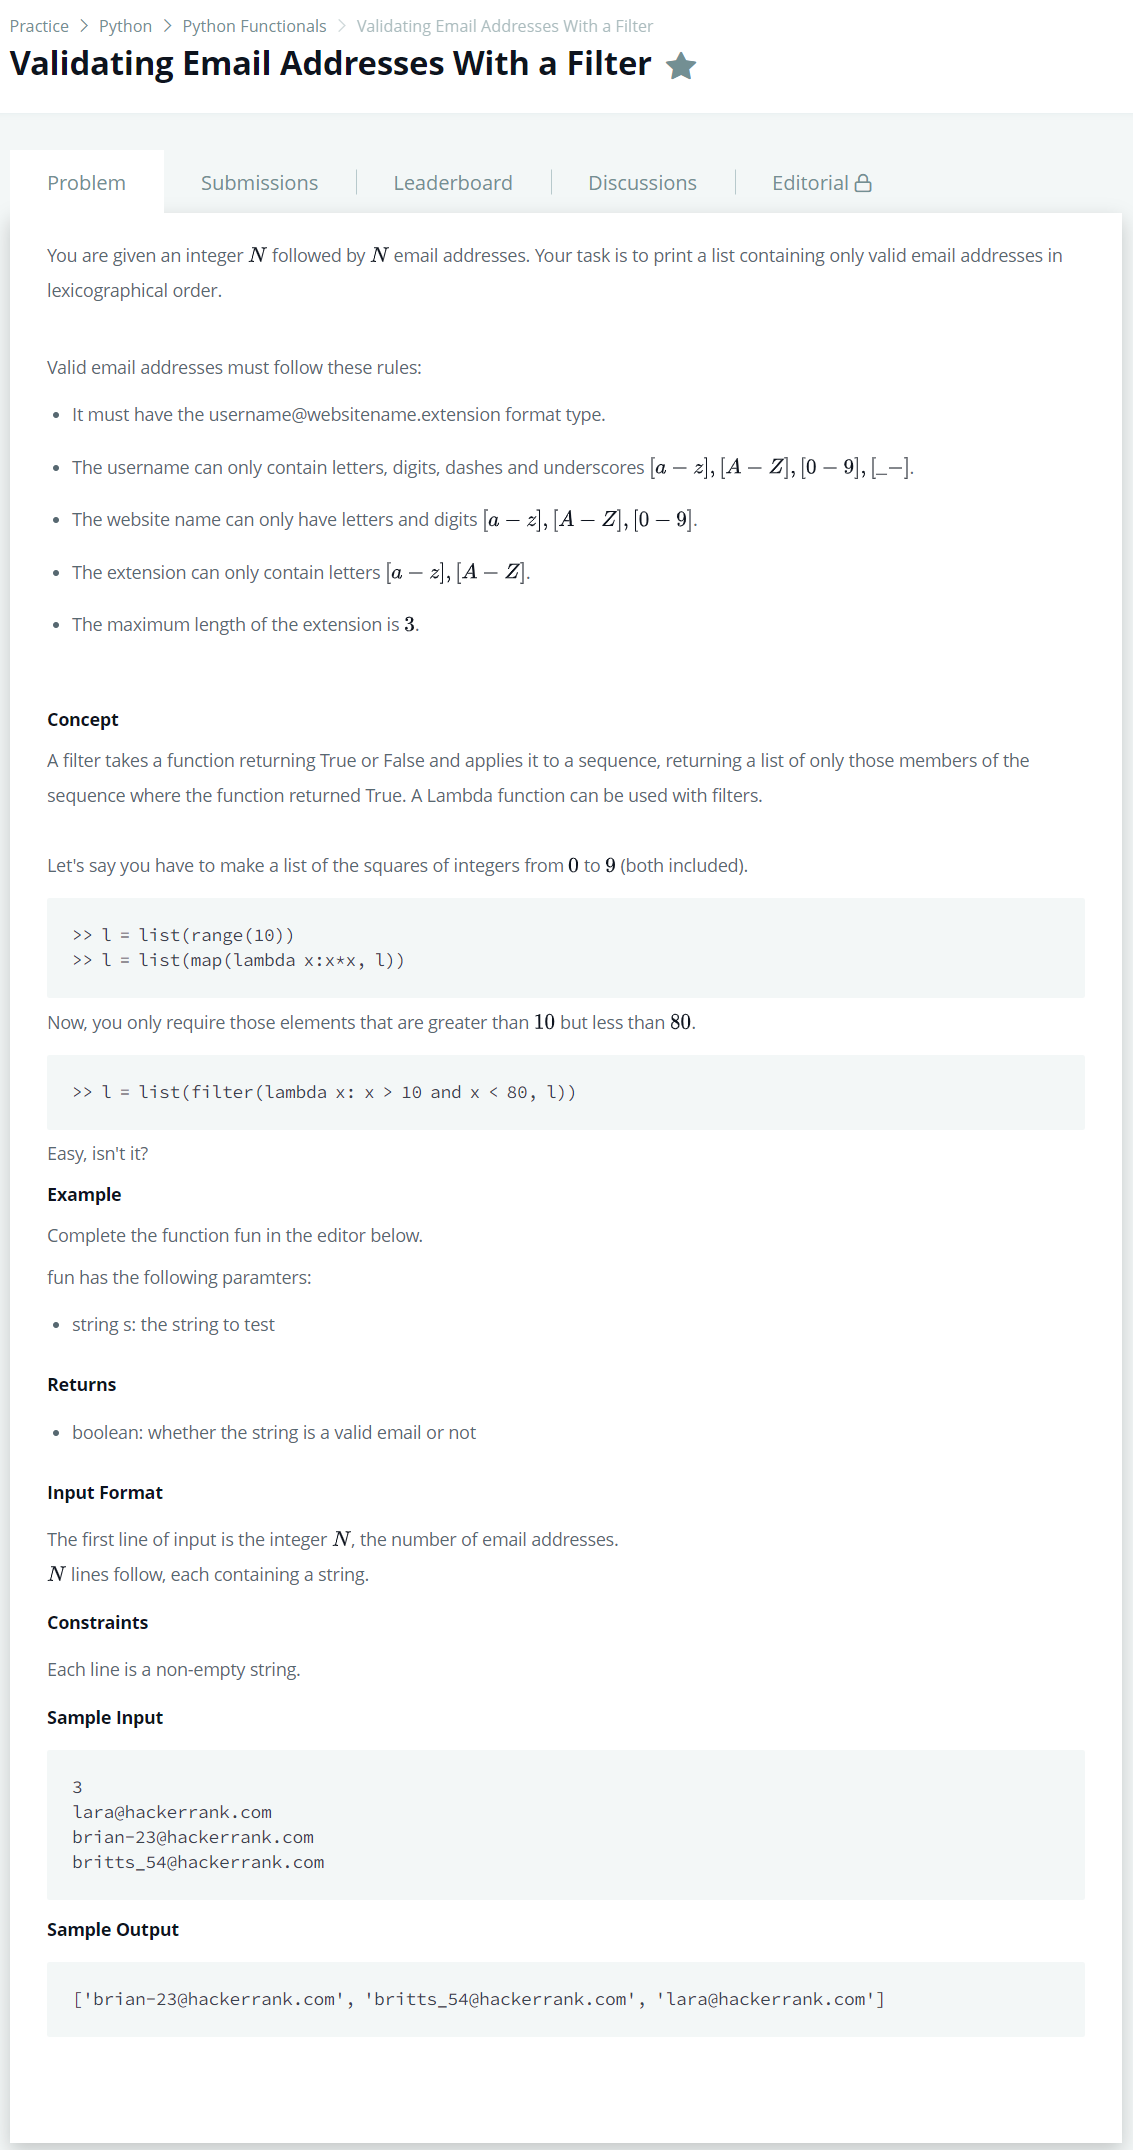 Practice > Python > Python Functionals > Validating Email Addresses With a Filter
Validating Email Addresses With a Filter
Problem
Submissions
Leaderboard
Discussions
Editorial
You are given an integer N followed by N email addresses. Your task is to print a list containing only valid email addresses in
lexicographical order.
Valid email addresses must follow these rules:
• It must have the username@websitename.extension format type.
• The username can only contain letters, digits, dashes and underscores [a − z], [A − Z], [0 − 9], [_−].
• The website name can only have letters and digits [a − z], [A − Z], [0 − 9].
• The extension can only contain letters [a − z], [A − Z].
• The maximum length of the extension is 3.
Concept
A filter takes a function returning True or False and applies it to a sequence, returning a list of only those members of the
sequence where the function returned True. A Lambda function can be used with filters.
Let's say you have to make a list of the squares of integers from 0 to 9 (both included).
>> l = list(range(10))
>> l = list(map(lambda x:x*x, l))
Now, you only require those elements that are greater than 10 but less than 80.
>> l = list(filter(lambda x: x > 10 and x < 80, l))
Easy, isn't it?
Example
Complete the function fun in the editor below.
fun has the following paramters:
• string s: the string to test
Returns
• boolean: whether the string is a valid email or not
Input Format
The first line of input is the integer N, the number of email addresses.
N lines follow, each containing a string.
Constraints
Each line is a non-empty string.
Sample Input
3
lara@hackerrank.com
brian-23@hackerrank.com
britts_54@hackerrank.com
Sample Output
['brian-23@hackerrank.com', 'britts_54@hackerrank.com', 'lara@hackerrank.com']